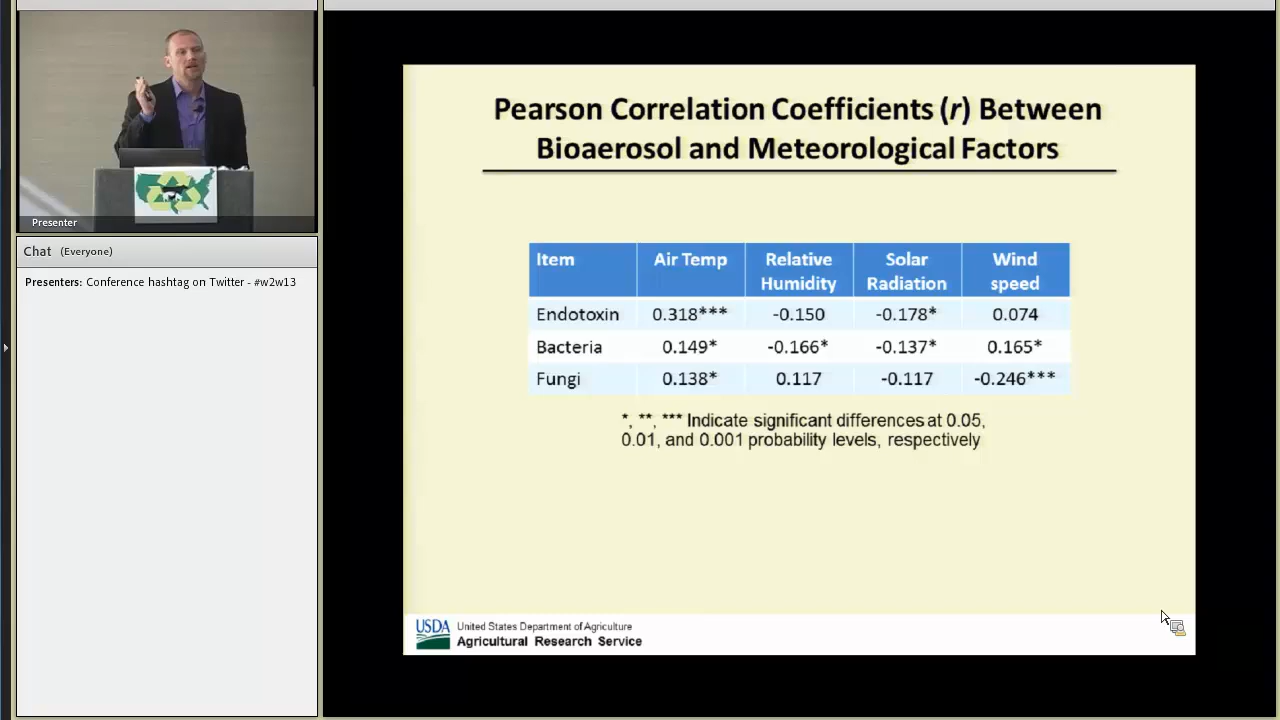 Presenter
Chat (Everyone)
Presenters: Conference hashtag on Twitter - #w2w13
Pearson Correlation Coefficients (r) Between
Bioaerosol and Meteorological Factors
Item Air Temp Relative Humidity Solar Radiation Wind speed
Endotoxin 0.318*** -0.150 -0.178* 0.074
Bacteria 0.149* -0.166* -0.137* 0.165*
Fungi 0.138* 0.117 -0.117 -0.246***
*, **, *** Indicate significant differences at 0.05,
0.01, and 0.001 probability levels, respectively
USDA
United States Department of Agriculture
Agricultural Research Service